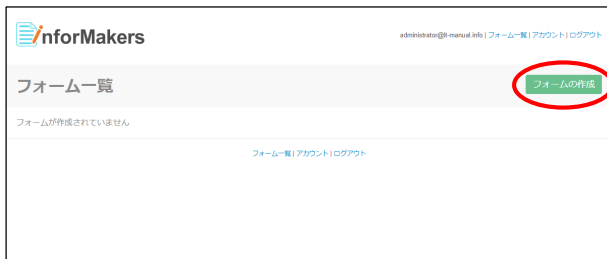 InforMakers
administrator@lt-manual.info | フォーム一覧 | アカウント | ログアウト
フォーム一覧
フォームの作成
フォームが作成されていません
フォーム一覧 | アカウント | ログアウト